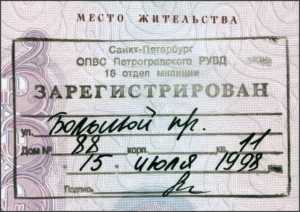 МЕСТО ЖИТЕЛЬСТВА
Санкт-Петербург
ОПВС Петроградского РУВД
18 отдел милиции
ЗАРЕГИСТРИРОВАН
ул. Большой пр.
Дом № 88 корп. кв. 11
15 июля 1998
Подпись